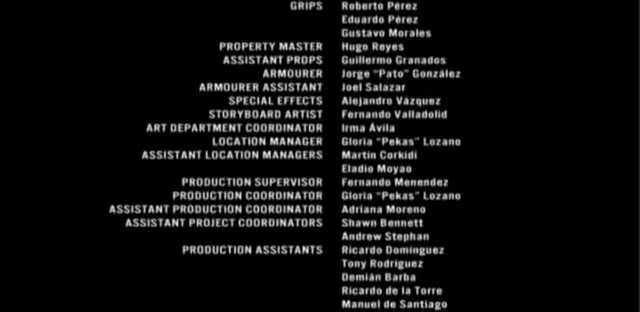 GRIPS Roberto Pérez
Eduardo Pérez
Gustavo Morales
PROPERTY MASTER Hugo Reyes
ASSISTANT PROPS Guillermo Granados
ARMOURER Jorge "Pato" González
ARMOURER ASSISTANT Joel Salazar
SPECIAL EFFECTS Alejandro Vázquez
STORYBOARD ARTIST Fernando Valladolid
ART DEPARTMENT COORDINATOR Irma Ávila
LOCATION MANAGER Gloria "Pekas" Lozano
ASSISTANT LOCATION MANAGERS Martín Corkidi
Eladio Moyao
PRODUCTION SUPERVISOR Fernando Menendez
PRODUCTION COORDINATOR Gloria "Pekas" Lozano
ASSISTANT PRODUCTION COORDINATOR Adriana Moreno
ASSISTANT PROJECT COORDINATORS Shawn Bennett
Andrew Stephan
PRODUCTION ASSISTANTS Ricardo Domínguez
Tony Rodríguez
Demián Barba
Ricardo de la Torre
Manuel de Santiago